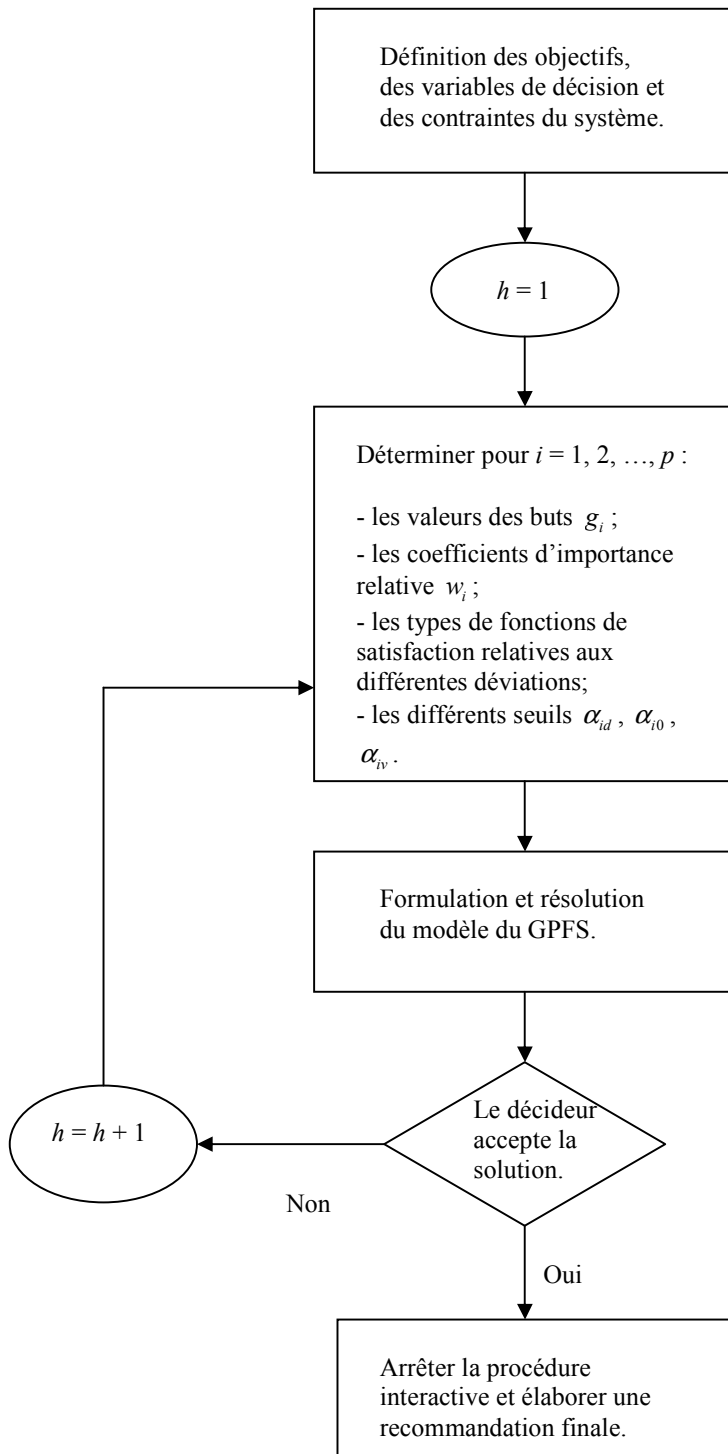 Définition des objectifs,
des variables de décision et
des contraintes du système.
h = 1
Déterminer pour i = 1, 2, …, p :
- les valeurs des buts g_i ;
- les coefficients d’importance
relative w_i ;
- les types de fonctions de
satisfaction relatives aux
différentes déviations;
- les différents seuils α_id , α_i0 ,
α_iv .
Formulation et résolution
du modèle du GPFS.
Le décideur
accepte la
solution.
h = h + 1
Non
Oui
Arrêter la procédure
interactive et élaborer une
recommandation finale.